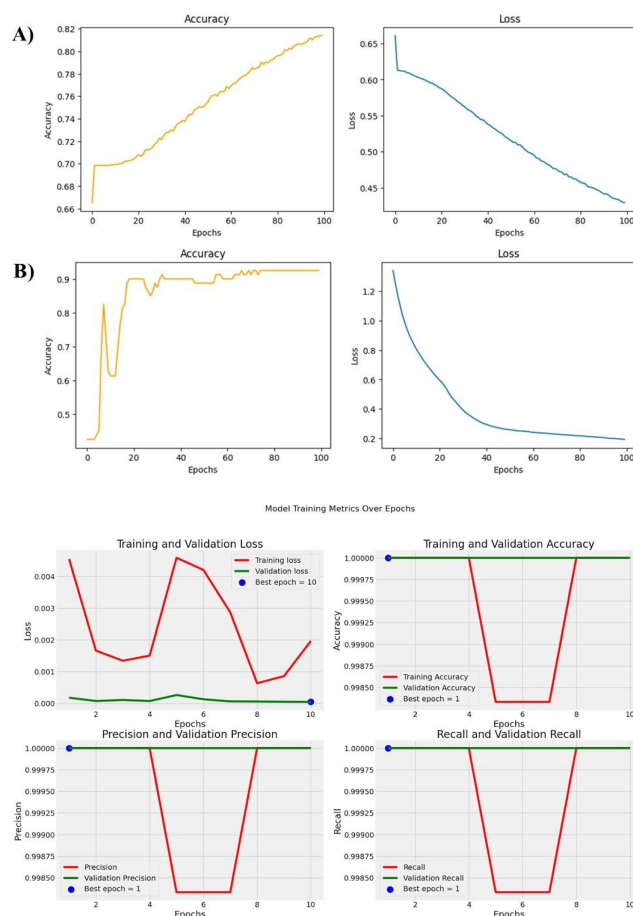 A)
Accuracy
Loss
Accuracy
0.82
0.80
0.78
0.76
0.74
0.72
0.70
0.68
0.66
0 20 40 60 80 100
Epochs
Loss
0.65
0.60
0.55
0.50
0.45
0 20 40 60 80 100
Epochs
B)
Accuracy
Loss
Accuracy
0.9
0.8
0.7
0.6
0.5
0 20 40 60 80 100
Epochs
Loss
1.2
1.0
0.8
0.6
0.4
0.2
0 20 40 60 80 100
Epochs
Model Training Metrics Over Epochs
Training and Validation Loss
Loss
0.004
0.003
0.002
0.001
0.000
Training loss
Validation loss
Best epoch = 10
2 4 6 8 10
Epochs
Training and Validation Accuracy
Accuracy
1.00000
0.99975
0.99950
0.99925
0.99900
0.99875
0.99850
Training Accuracy
Validation Accuracy
Best epoch = 1
2 4 6 8 10
Epochs
Precision and Validation Precision
Precision
1.00000
0.99975
0.99950
0.99925
0.99900
0.99875
0.99850
Precision
Validation Precision
Best epoch = 1
2 4 6 8 10
Epochs
Recall and Validation Recall
Recall
1.00000
0.99975
0.99950
0.99925
0.99900
0.99875
0.99850
Recall
Validation Recall
Best epoch = 1
2 4 6 8 10
Epochs